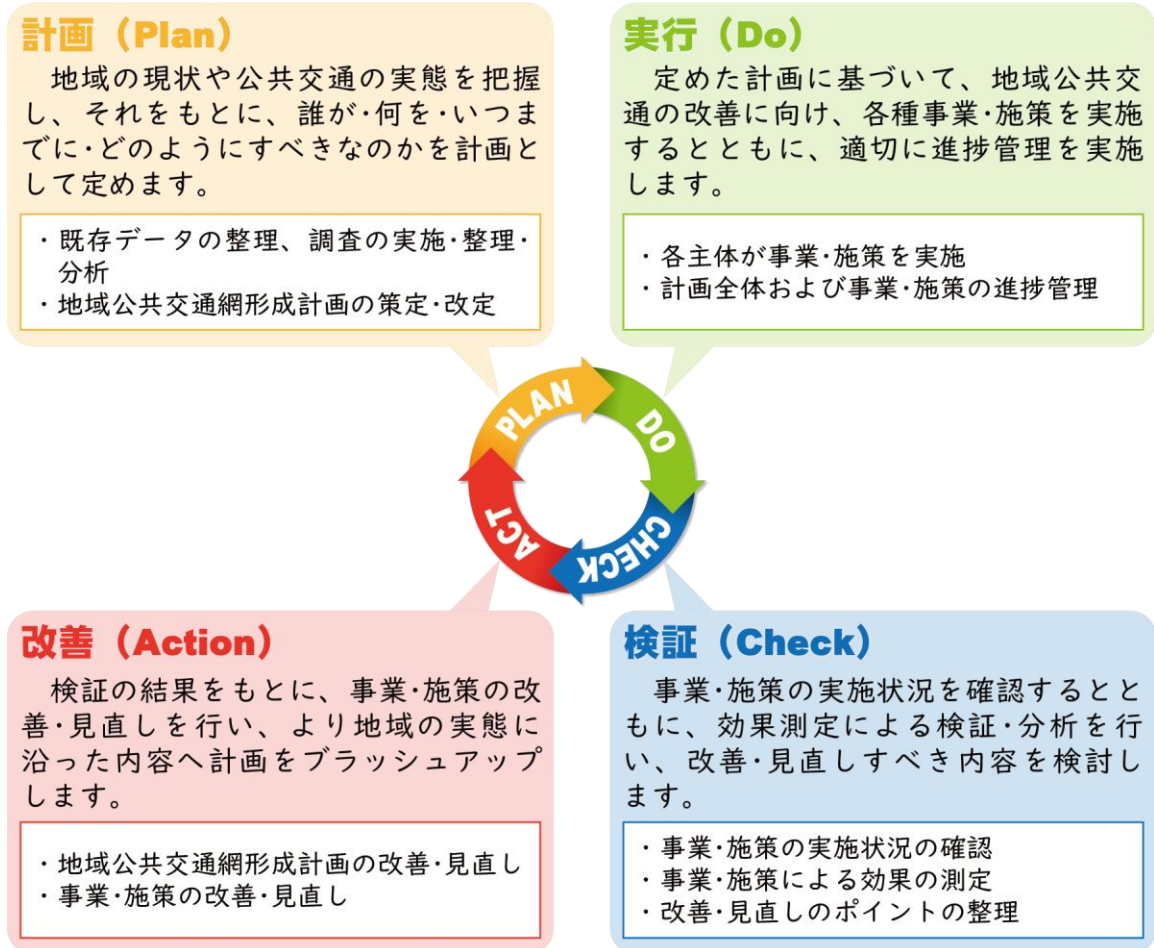 計画（Plan）
地域の現状や公共交通の実態を把握
し、それをもとに、誰が･何を･いつま
でに･どのようにすべきなのかを計画と
して定めます。
・既存データの整理、調査の実施･整理･
分析
・地域公共交通網形成計画の策定･改定
実行（Do）
定めた計画に基づいて、地域公共交
通の改善に向け、各種事業･施策を実施
するとともに、適切に進捗管理を実施
します。
・各主体が事業･施策を実施
・計画全体および事業･施策の進捗管理
PLAN
DO
CHECK
ACT
改善（Action）
検証の結果をもとに、事業･施策の改
善･見直しを行い、より地域の実態に
沿った内容へ計画をブラッシュアップ
します。
・地域公共交通網形成計画の改善･見直し
・事業･施策の改善･見直し
検証（Check）
事業･施策の実施状況を確認するとと
もに、効果測定による検証･分析を行
い、改善･見直しすべき内容を検討し
ます。
・事業･施策の実施状況の確認
・事業･施策による効果の測定
・改善･見直しのポイントの整理